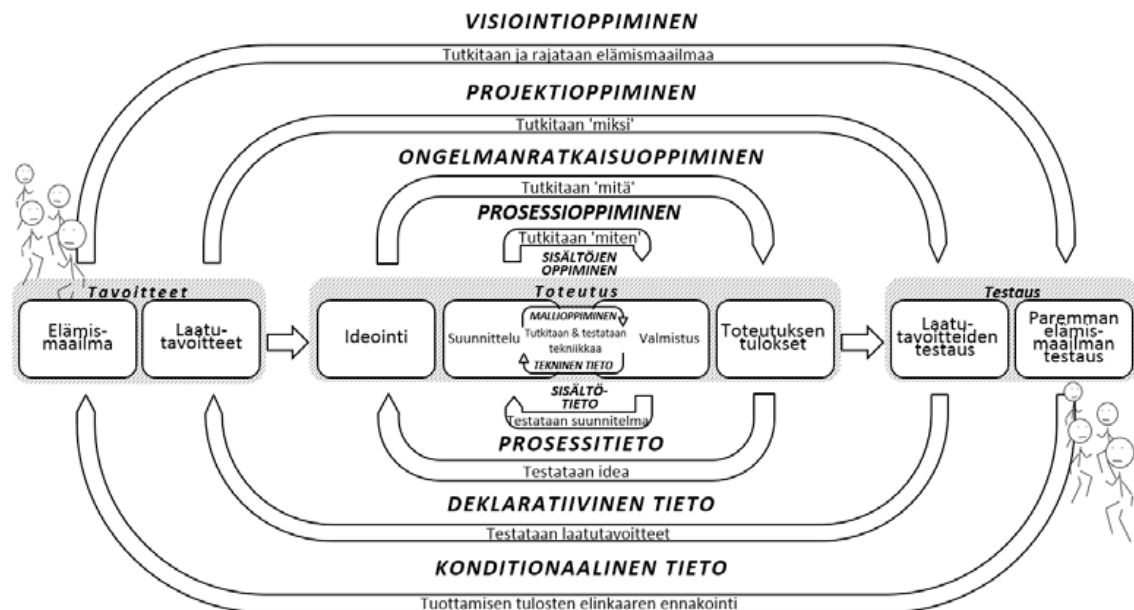 VISIOINTIOPPIMINEN
Tutkitaan ja rajataan elämismaailmaa
PROJEKTIOPPIMINEN
Tutkitaan 'miksi'
ONGELMANRATKAISUOPPIMINEN
Tutkitaan 'mitä'
PROSESSIOPPIMINEN
Tutkitaan 'miten'
SISÄLTÖJEN
OPPIMINEN
Tavoitteet
Elämis-
maailma
Laatu-
tavoitteet
Toteutus
Ideointi
Suunnittelu
MALLIOPPIMINEN
Tutkitaan & testataan
tekniikkaa
TEKNINEN TIETO
Valmistus
Toteutuksen
tulokset
Testaus
Laatu-
tavoitteiden
testaus
Paremman
elämis-
maailman
testaus
SISÄLTÖ-
TIETO
Testataan suunnitelma
PROSESSITIETO
Testataan idea
DEKLARATIIVINEN TIETO
Testataan laatutavoitteet
KONDITIONAALINEN TIETO
Tuottamisen tulosten elinkaaren ennakointi